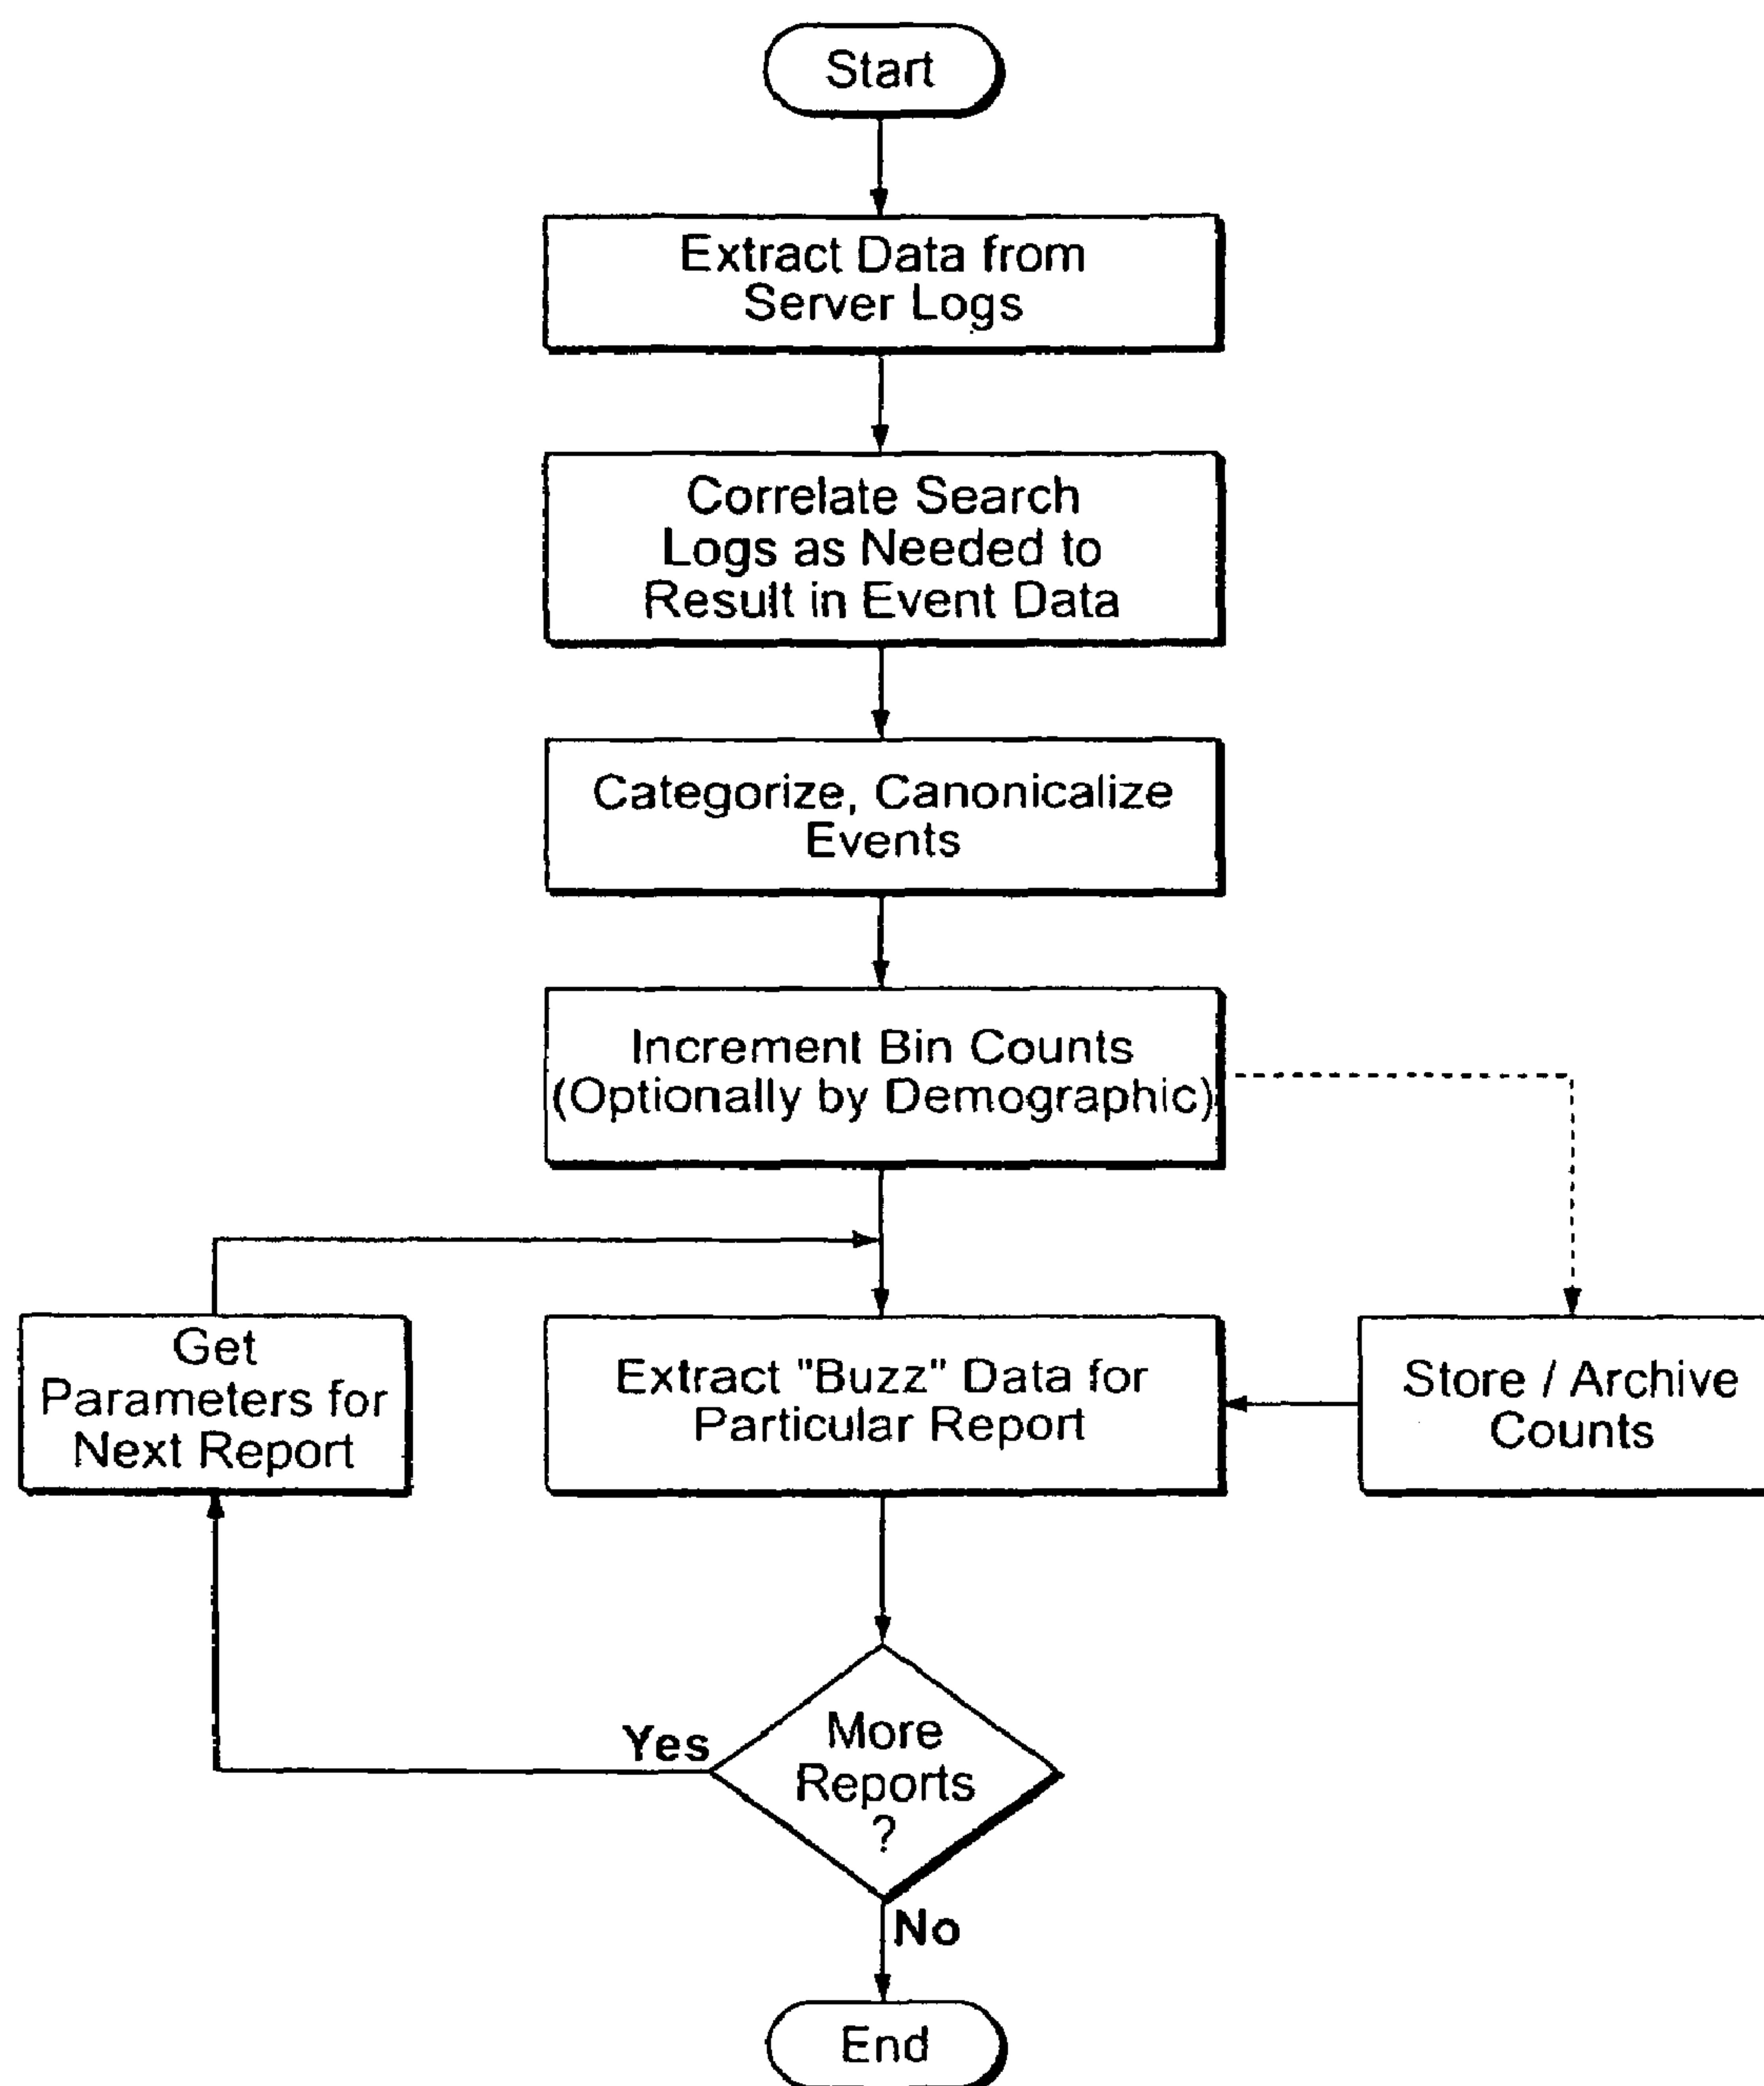 Start
Extract Data from
Server Logs
Correlate Search
Logs as Needed to
Result in Event Data
Categorize, Canonicalize
Events
Increment Bin Counts
(Optionally by Demographic)
Get
Parameters for
Next Report
Extract "Buzz" Data for
Particular Report
Store / Archive
Counts
Yes
More
Reports
?
No
End